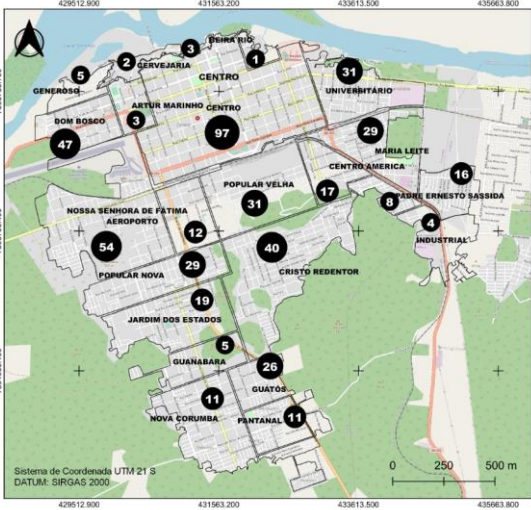 429512.900 431563.200 433613.500 435663.800
BEIRA RIO
3
2
1
CERVEJARIA
5
CENTRO
31
GENEROSO
UNIVERSITÁRIO
ARTUR MARINHO
CENTRO
DOM BOSCO
3
97
29
47
MARIA LEITE
CENTRO AMERICA
16
POPULAR VELHA
17
PADRE ERNESTO SASSIDA
8
NOSSA SENHORA DE FÁTIMA
31
AEROPORTO
4
12
INDUSTRIAL
54
40
29
CRISTO REDENTOR
POPULAR NOVA
19
JARDIM DOS ESTADOS
5
GUANABARA
26
GUATÓS
11
NOVA CORUMBA
PANTANAL
11
Sistema de Coordenada UTM 21 S
DATUM: SIRGAS 2000
0 250 500 m
429512.900 431563.200 433613.500 435663.800